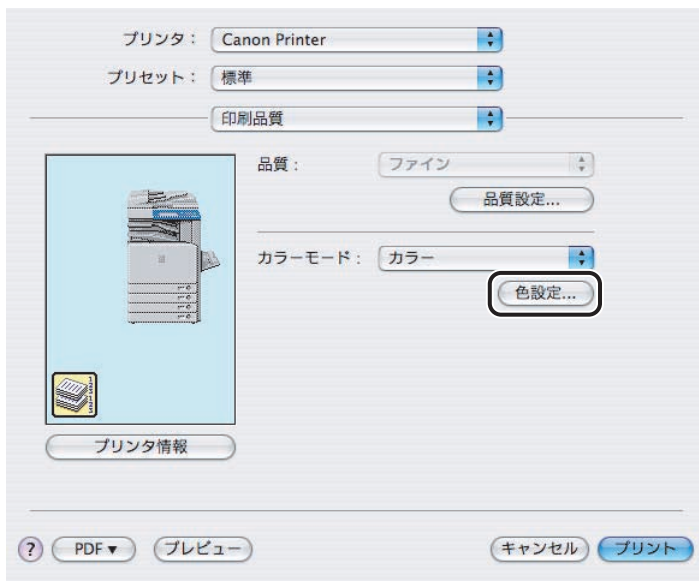 プリンタ： Canon Printer
プリセット： 標準
印刷品質
品質： ファイン
品質設定...
カラーモード： カラー
色設定...
プリンタ情報
? PDF▼ プレビュー キャンセル プリント